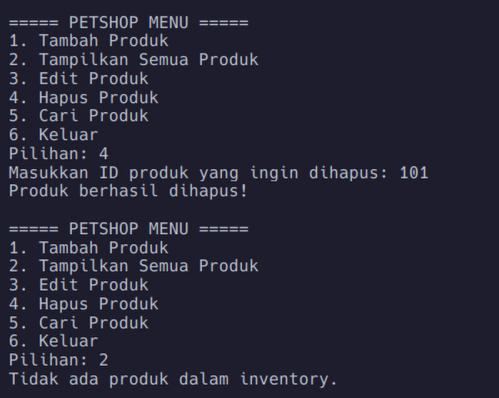 ===== PETSHOP MENU =====
1. Tambah Produk
2. Tampilkan Semua Produk
3. Edit Produk
4. Hapus Produk
5. Cari Produk
6. Keluar
Pilihan: 4
Masukkan ID produk yang ingin dihapus: 101
Produk berhasil dihapus!

===== PETSHOP MENU =====
1. Tambah Produk
2. Tampilkan Semua Produk
3. Edit Produk
4. Hapus Produk
5. Cari Produk
6. Keluar
Pilihan: 2
Tidak ada produk dalam inventory.